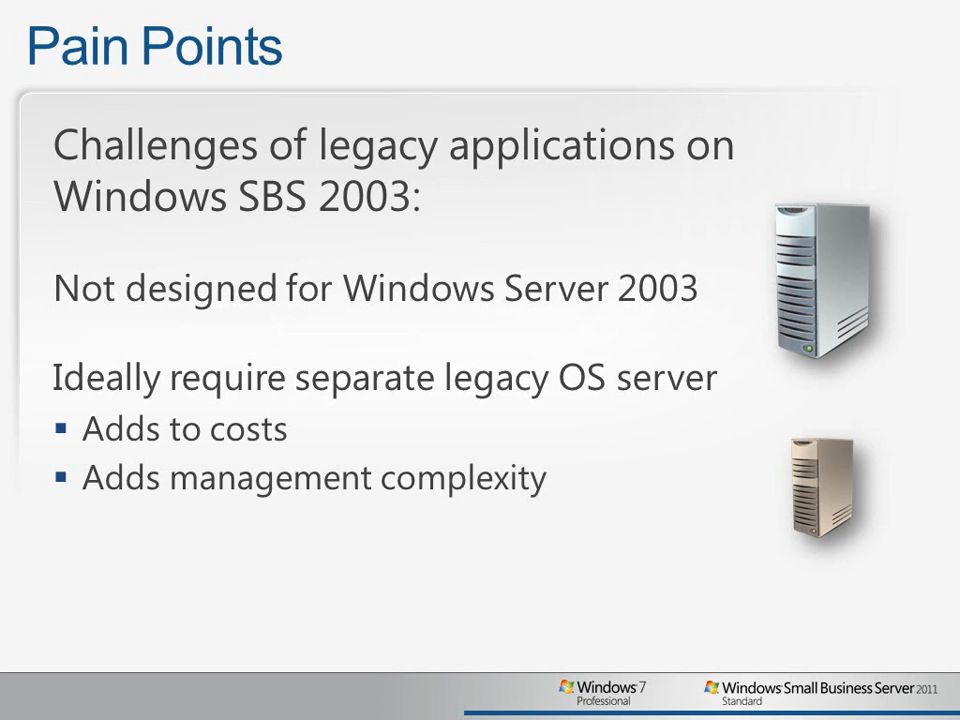 Pain Points
Challenges of legacy applications on
Windows SBS 2003:
Not designed for Windows Server 2003
Ideally require separate legacy OS server
▪ Adds to costs
▪ Adds management complexity
Windows 7
Professional
Windows Small Business Server 2011
Standard